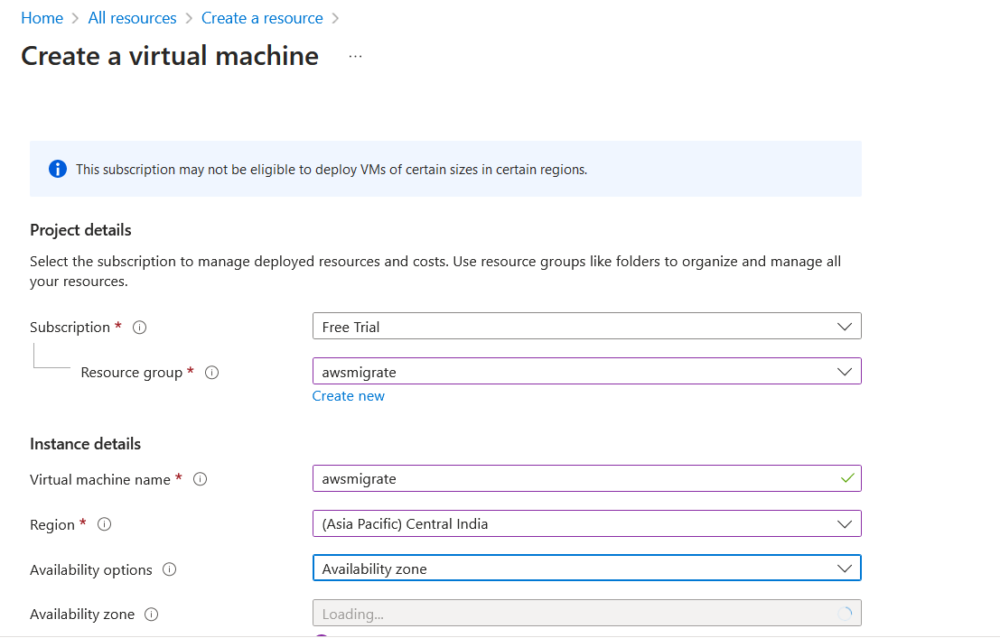 Home > All resources > Create a resource >
Create a virtual machine ...
This subscription may not be eligible to deploy VMs of certain sizes in certain regions.
Project details
Select the subscription to manage deployed resources and costs. Use resource groups like folders to organize and manage all
your resources.
Subscription * Free Trial
Resource group * awsmigrate
Create new
Instance details
Virtual machine name * awsmigrate
Region * (Asia Pacific) Central India
Availability options Availability zone
Availability zone Loading...